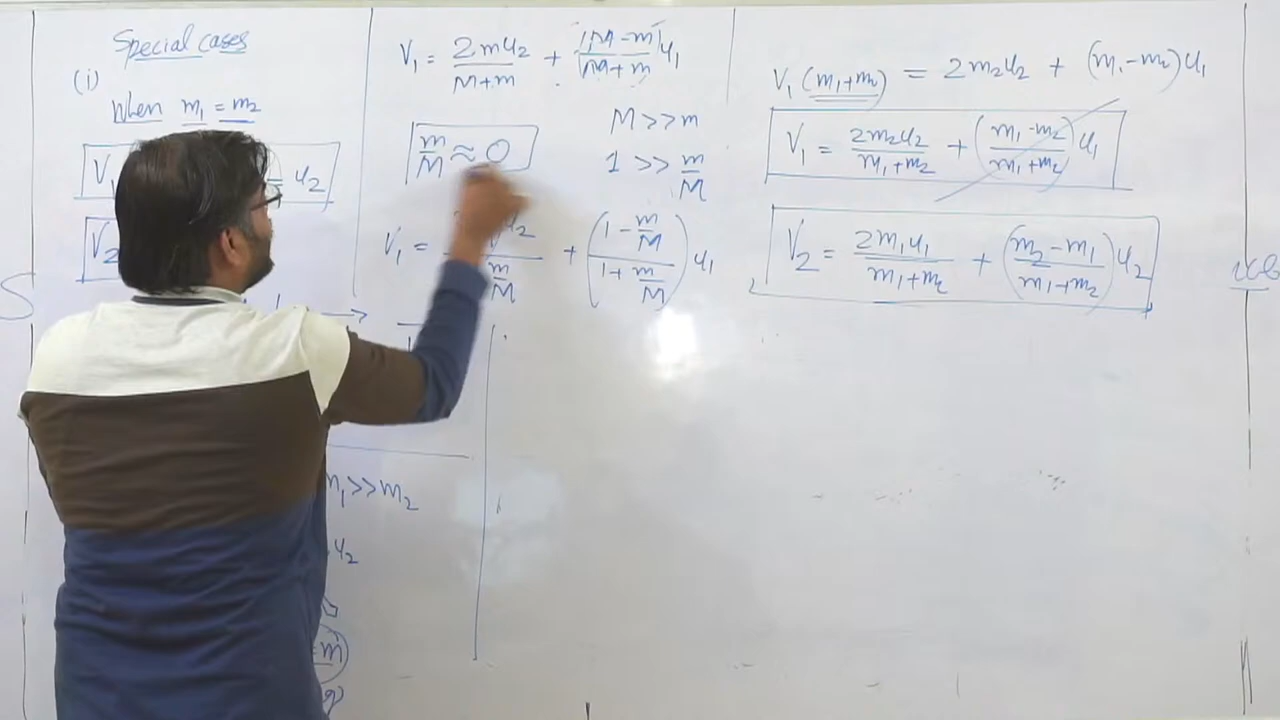 Special cases
(i)
When m₁ = m₂
V₁ = u₂
V₂
m₁ >> m₂
u₂
= m
V₁ = 2mu₂/M+m + (M-m)/(M+m) u₁
m/M ≈ 0
M >> m
1 >> m/M
V₁ = u₂ m/M + (1 - m/M / 1 + m/M) u₁
V₁ (m₁+m₂) = 2m₂u₂ + (m₁-m₂)u₁
V₁ = 2m₂u₂/m₁+m₂ + (m₁-m₂/m₁+m₂) u₁
V₂ = 2m₁u₁/m₁+m₂ + (m₂-m₁/m₁+m₂) u₂
S